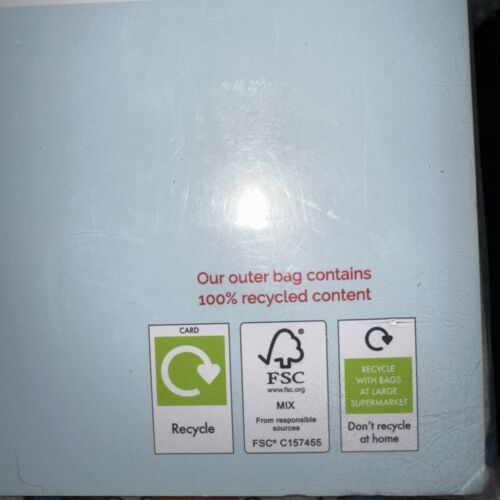 Our outer bag contains
100% recycled content
CARD
Recycle
FSC
www.fsc.org
MIX
From responsible
sources
FSC® C157455
RECYCLE
WITH BAGS
AT LARGE
SUPERMARKET
Don't recycle
at home